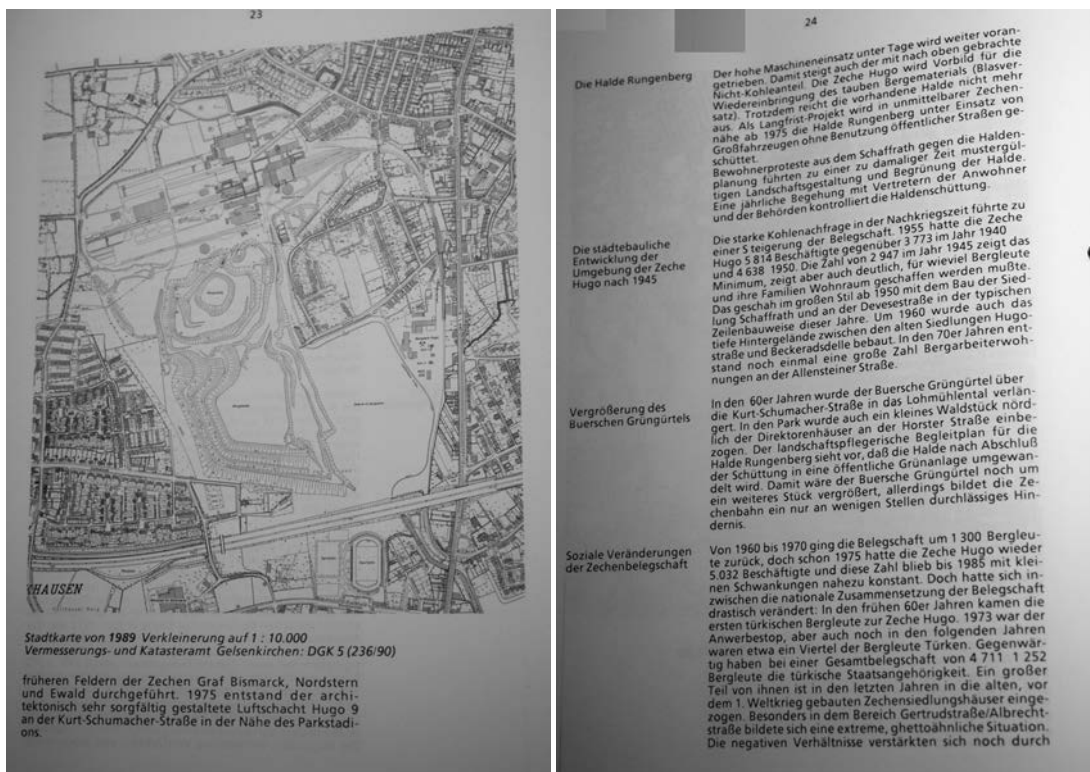 23
HAUSEN
Stadtkarte von 1989 Verkleinerung auf 1 : 10.000
Vermessungs- und Katasteramt Gelsenkirchen: DGK 5 (236/90)
früheren Feldern der Zechen Graf Bismarck, Nordstern
und Ewald durchgeführt. 1975 entstand der archi-
tektonisch sehr sorgfältig gestaltete Luftschacht Hugo 9
an der Kurt-Schumacher-Straße in der Nähe des Parkstadi-
ons.
24
Die Halde Rungenberg
Der hohe Maschineneinsatz unter Tage wird weiter voran-
getrieben. Damit steigt auch der mit nach oben gebrachte
Nicht-Kohleanteil. Die Zeche Hugo wird Vorbild für die
Wiedereinbringung des tauben Bergematerials (Blasver-
satz). Trotzdem reicht die vorhandene Halde nicht mehr
aus. Als Langfrist-Projekt wird in unmittelbarer Zechen-
nähe ab 1975 die Halde Rungenberg unter Einsatz von
Großfahrzeugen ohne Benutzung öffentlicher Straßen ge-
schüttet.
Bewohnerproteste aus dem Schaffrath gegen die Halden-
planung führten zu einer zu damaliger Zeit mustergül-
tigen Landschaftsgestaltung und Begrünung der Halde.
Eine jährliche Begehung mit Vertretern der Anwohner
und der Behörden kontrolliert die Haldenschüttung.
Die städtebauliche
Entwicklung der
Umgebung der Zeche
Hugo nach 1945
Die starke Kohlenachfrage in der Nachkriegszeit führte zu
einer S teigerung der Belegschaft. 1955 hatte die Zeche
Hugo 5 814 Beschäftigte gegenüber 3 773 im Jahr 1940
und 4 638 1950. Die Zahl von 2 947 im Jahr 1945 zeigt das
Minimum, zeigt aber auch deutlich, für wieviel Bergleute
und ihre Familien Wohnraum geschaffen werden mußte.
Das geschah im großen Stil ab 1950 mit dem Bau der Sied-
lung Schaffrath und an der Devesestraße in der typischen
Zeilenbauweise dieser Jahre. Um 1960 wurde auch das
tiefe Hintergelände zwischen den alten Siedlungen Hugo-
straße und Beckeradsdelle bebaut. In den 70er Jahren ent-
stand noch einmal eine große Zahl Bergarbeiterwoh-
nungen an der Allensteiner Straße.
Vergrößerung des
Buerschen Grüngürtels
In den 60er Jahren wurde der Buersche Grüngürtel über
die Kurt-Schumacher-Straße in das Lohmühlental verlän-
gert. In den Park wurde auch ein kleines Waldstück nörd-
lich der Direktorenhäuser an der Horster Straße einbe-
zogen. Der landschaftspflegerische Begleitplan für die
Halde Rungenberg sieht vor, daß die Halde nach Abschluß
der Schüttung in eine öffentliche Grünanlage umgewan-
delt wird. Damit wäre der Buersche Grüngürtel noch um
ein weiteres Stück vergrößert, allerdings bildet die Ze-
chenbahn ein nur an wenigen Stellen durchlässiges Hin-
dernis.
Soziale Veränderungen
der Zechenbelegschaft
Von 1960 bis 1970 ging die Belegschaft um 1 300 Bergleu-
te zurück, doch schon 1975 hatte die Zeche Hugo wieder
5.032 Beschäftigte und diese Zahl blieb bis 1985 mit klei-
nen Schwankungen nahezu konstant. Doch hatte sich in-
zwischen die nationale Zusammensetzung der Belegschaft
drastisch verändert: In den frühen 60er Jahren kamen die
ersten türkischen Bergleute zur Zeche Hugo. 1973 war der
Anwerbestop, aber auch noch in den folgenden Jahren
waren etwa ein Viertel der Bergleute Türken. Gegenwär-
tig haben bei einer Gesamtbelegschaft von 4 711 1 252
Bergleute die türkische Staatsangehörigkeit. Ein großer
Teil von ihnen ist in den letzten Jahren in die alten, vor
dem 1. Weltkrieg gebauten Zechensiedlungshäuser einge-
zogen. Besonders in dem Bereich Gertrudstraße/Albrecht-
straße bildete sich eine extreme, ghettoähnliche Situation.
Die negativen Verhältnisse verstärkten sich noch durch